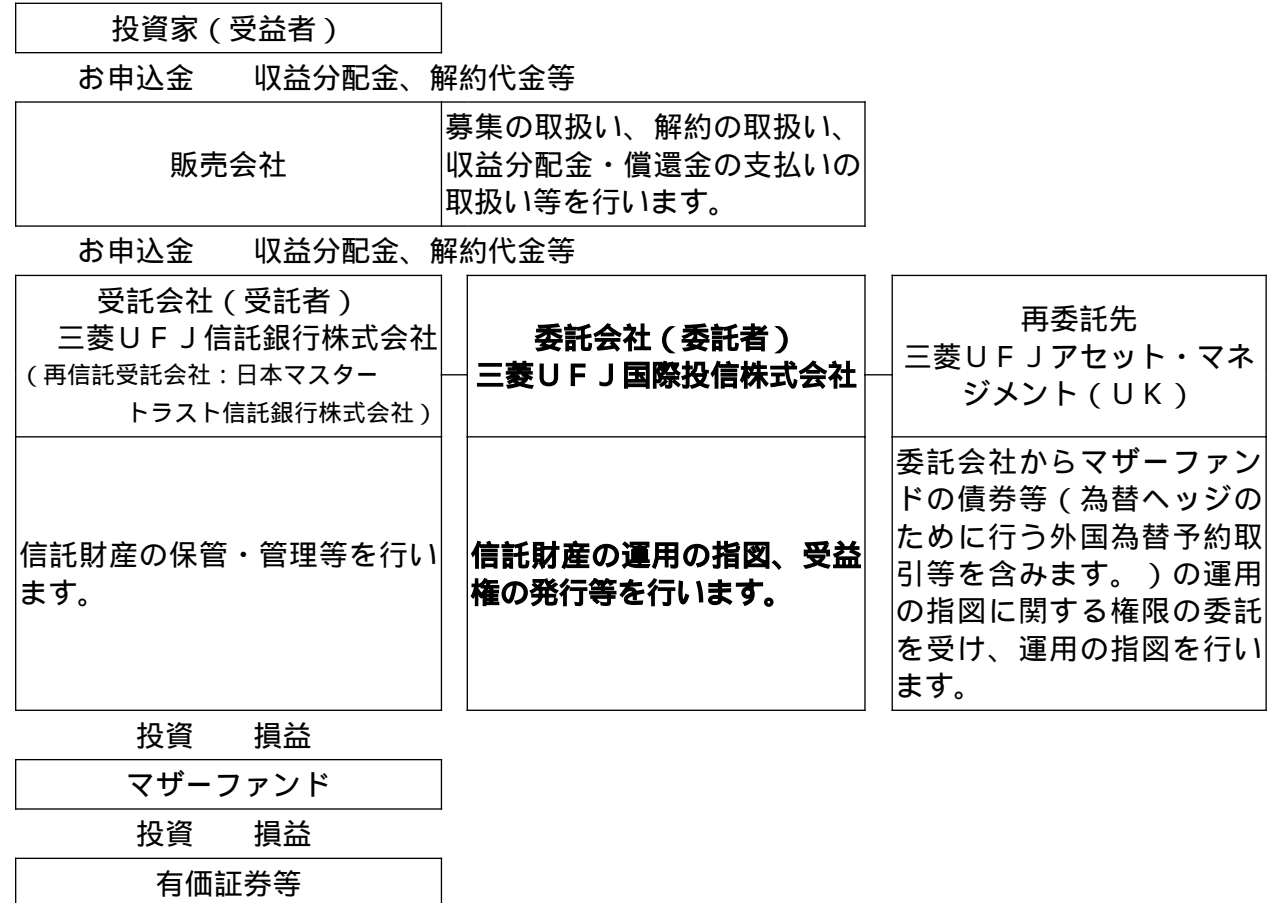 投資家（受益者）
お申込金　　収益分配金、解約代金等
販売会社
募集の取扱い、解約の取扱い、
収益分配金・償還金の支払いの
取扱い等を行います。
お申込金　　収益分配金、解約代金等
受託会社（受託者）
三菱ＵＦＪ信託銀行株式会社
（再信託受託会社：日本マスター
トラスト信託銀行株式会社）
委託会社（委託者）
三菱ＵＦＪ国際投信株式会社
再委託先
三菱ＵＦＪアセット・マネ
ジメント（ＵＫ）
信託財産の保管・管理等を行い
ます。
信託財産の運用の指図、受益
権の発行等を行います。
委託会社からマザーファン
ドの債券等（為替ヘッジの
ために行う外国為替予約取
引等を含みます。）の運用
の指図に関する権限の委託
を受け、運用の指図を行い
ます。
投資　　損益
マザーファンド
投資　　損益
有価証券等